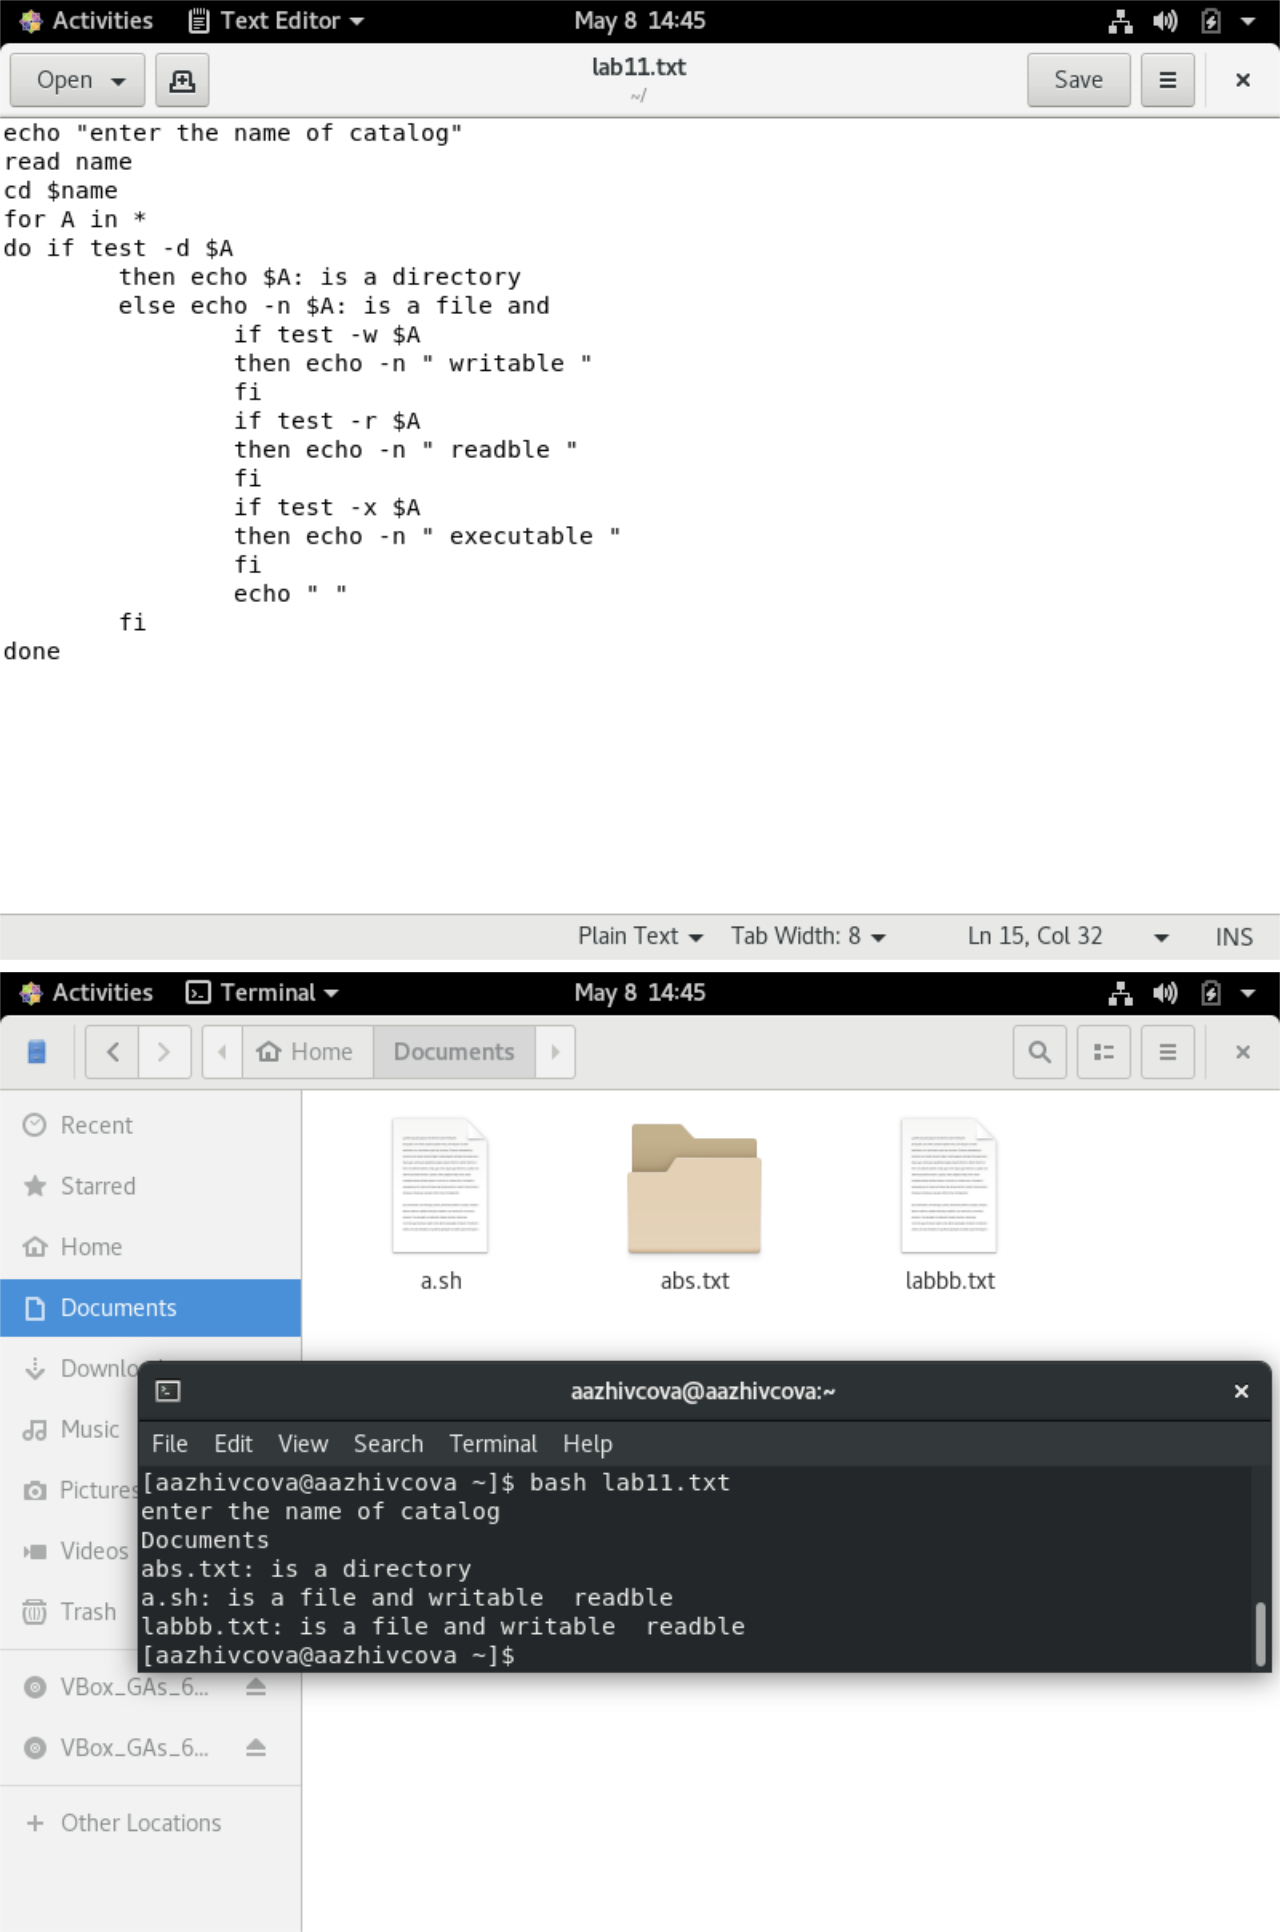 Activities Text Editor May 8 14:45
Open lab11.txt Save
~/
echo "enter the name of catalog"
read name
cd $name
for A in *
do if test -d $A
then echo $A: is a directory
else echo -n $A: is a file and
if test -w $A
then echo -n " writable "
fi
if test -r $A
then echo -n " readble "
fi
if test -x $A
then echo -n " executable "
fi
echo " "
fi
done
Plain Text Tab Width: 8 Ln 15, Col 32 INS
Activities Terminal May 8 14:45
Home Documents
Recent
Starred
Home
Documents
Downlo
Music
Pictures
Videos
Trash
VBox_GAs_6...
VBox_GAs_6...
Other Locations
a.sh abs.txt labbb.txt
aazhivcova@aazhivcova:~
File Edit View Search Terminal Help
[aazhivcova@aazhivcova ~]$ bash lab11.txt
enter the name of catalog
Documents
abs.txt: is a directory
a.sh: is a file and writable  readble
labbb.txt: is a file and writable  readble
[aazhivcova@aazhivcova ~]$